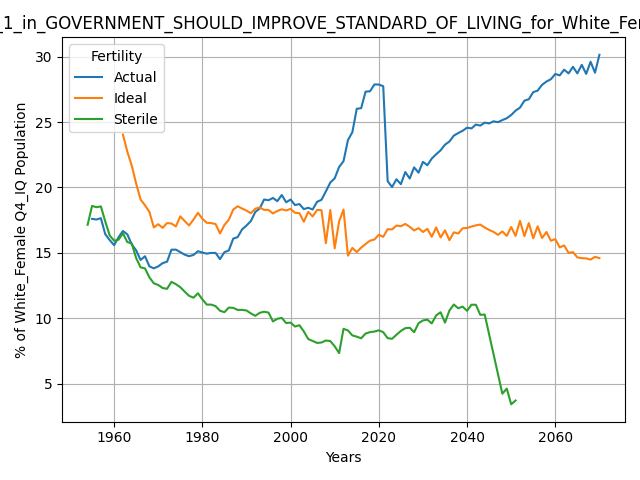 _1_in_GOVERNMENT_SHOULD_IMPROVE_STANDARD_OF_LIVING_for_White_Fe
Fertility
Actual
Ideal
Sterile
% of White_Female Q4_IQ Population
30
25
20
15
10
5
1960 1980 2000 2020 2040 2060
Years